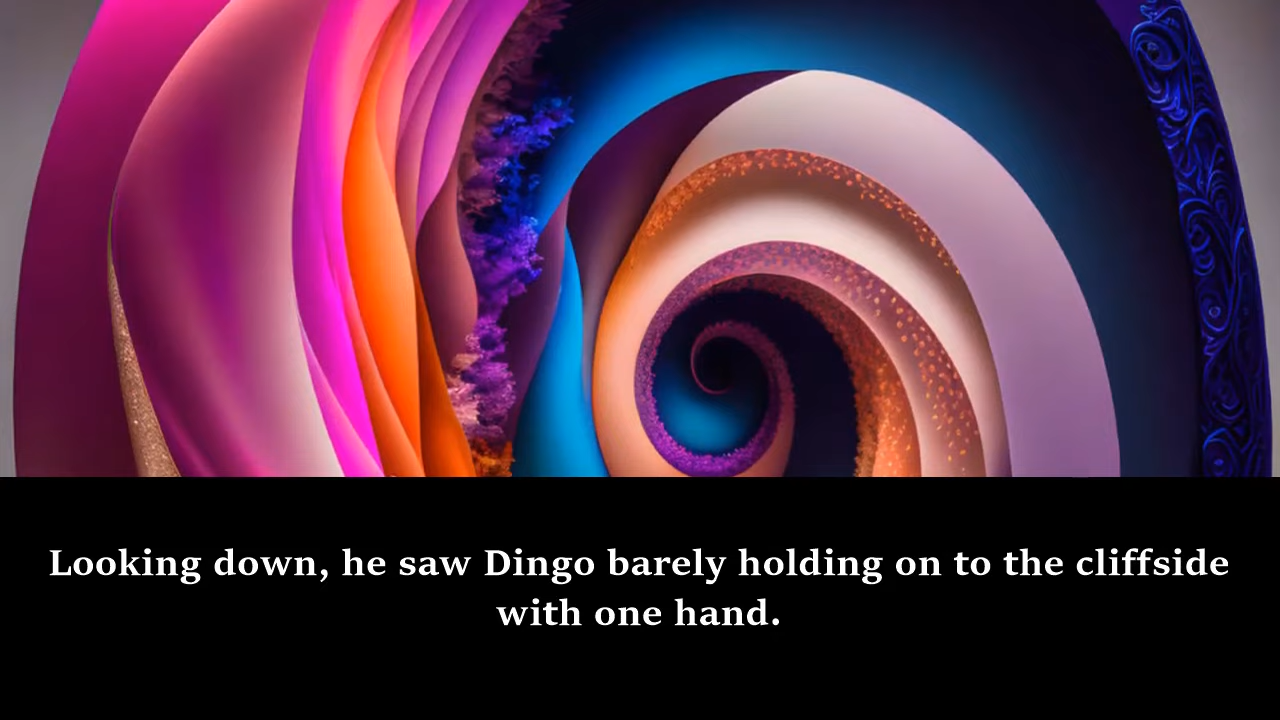 Looking down, he saw Dingo barely holding on to the cliffside
with one hand.